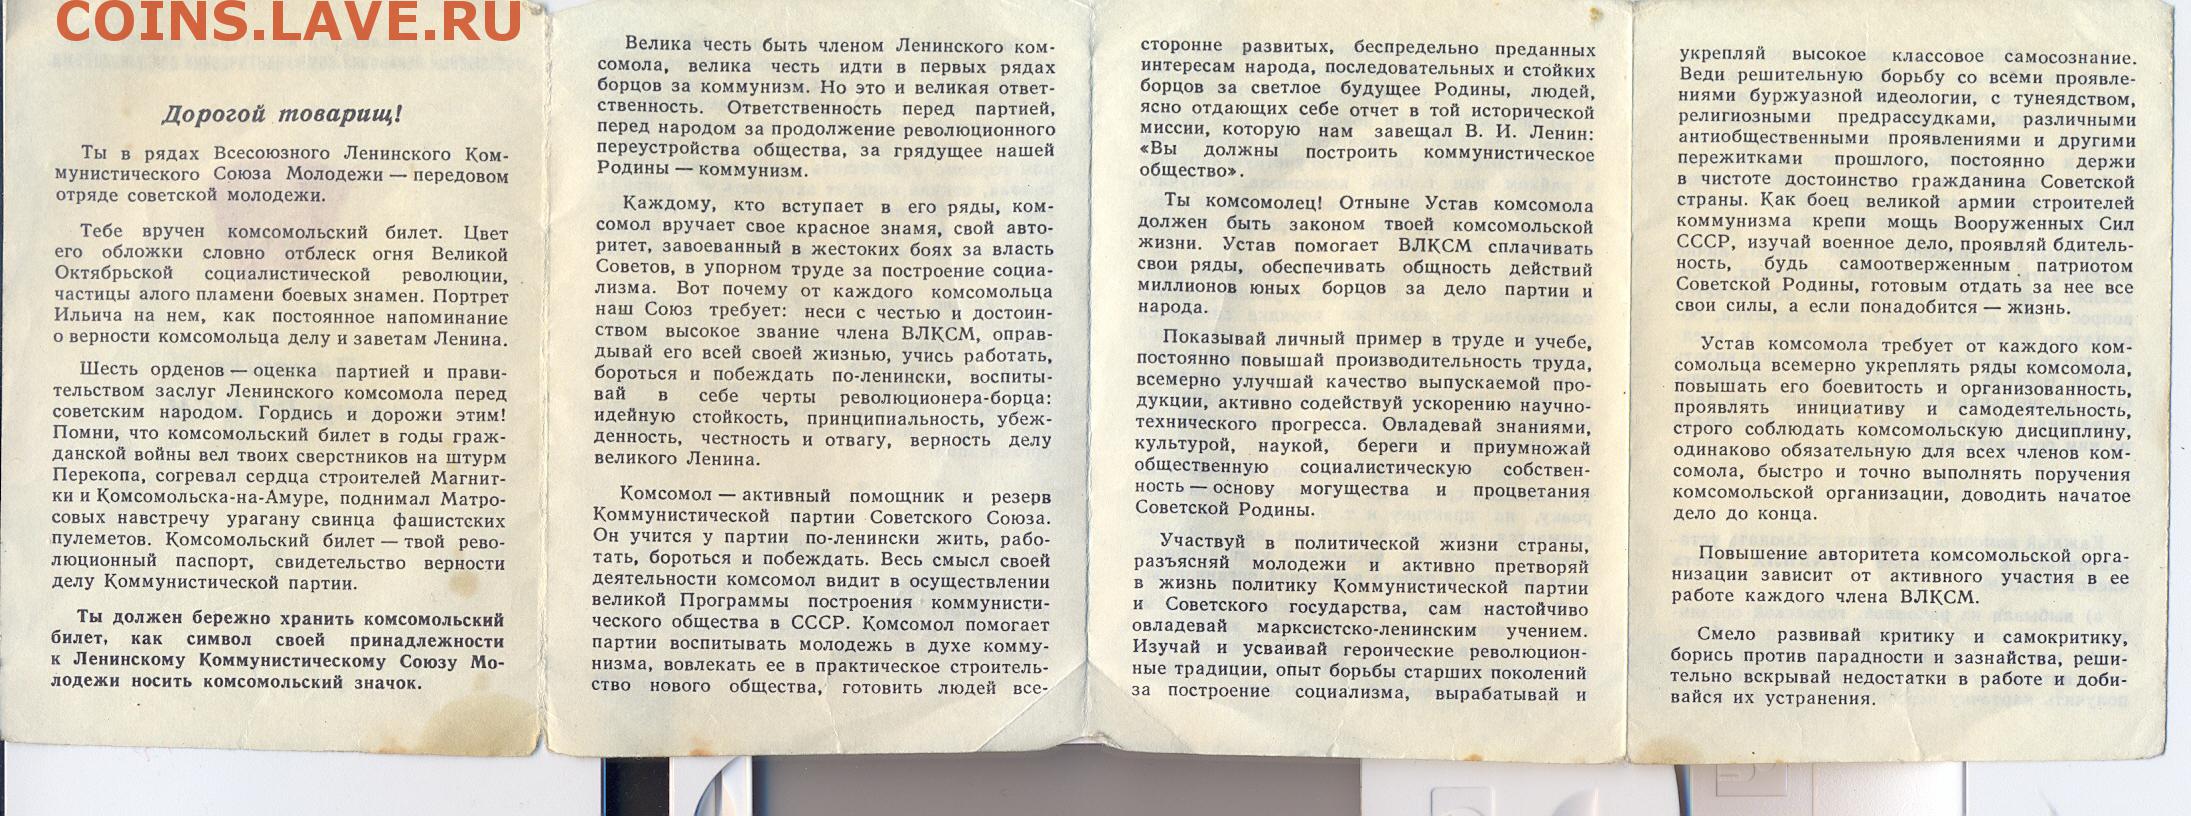 COINS.LAVE.RU
Дорогой товарищ!
Ты в рядах Всесоюзного Ленинского Ком-
мунистического Союза Молодежи — передовом
отряде советской молодежи.
Тебе вручен комсомольский билет. Цвет
его обложки словно отблеск огня Великой
Октябрьской социалистической революции,
частицы алого пламени боевых знамен. Портрет
Ильича на нем, как постоянное напоминание
о верности комсомольца делу и заветам Ленина.
Шесть орденов — оценка партией и прави-
тельством заслуг Ленинского комсомола перед
советским народом. Гордись и дорожи этим!
Помни, что комсомольский билет в годы граж-
данской войны вел твоих сверстников на штурм
Перекопа, согревал сердца строителей Магнит-
ки и Комсомольска-на-Амуре, поднимал Матро-
совых навстречу урагану свинца фашистских
пулеметов. Комсомольский билет — твой рево-
люционный паспорт, свидетельство верности
делу Коммунистической партии.
Ты должен бережно хранить комсомольский
билет, как символ своей принадлежности
к Ленинскому Коммунистическому Союзу Мо-
лодежи носить комсомольский значок.
Велика честь быть членом Ленинского ком-
сомола, велика честь идти в первых рядах
борцов за коммунизм. Но это и великая ответ-
ственность. Ответственность перед партией,
перед народом за продолжение революционного
переустройства общества, за грядущее нашей
Родины — коммунизм.
Каждому, кто вступает в его ряды, ком-
сомол вручает свое красное знамя, свой авто-
ритет, завоеванный в жестоких боях за власть
Советов, в упорном труде за построение социа-
лизма. Вот почему от каждого комсомольца
наш Союз требует: неси с честью и достоин-
ством высокое звание члена ВЛКСМ, оправ-
дывай его всей своей жизнью, учись работать,
бороться и побеждать по-ленински, воспиты-
вай в себе черты революционера-борца:
идейную стойкость, принципиальность, убеж-
денность, честность и отвагу, верность делу
великого Ленина.
Комсомол — активный помощник и резерв
Коммунистической партии Советского Союза.
Он учится у партии по-ленински жить, рабо-
тать, бороться и побеждать. Весь смысл своей
деятельности комсомол видит в осуществлении
великой Программы построения коммунисти-
ческого общества в СССР. Комсомол помогает
партии воспитывать молодежь в духе комму-
низма, вовлекать ее в практическое строитель-
ство нового общества, готовить людей все-
сторонне развитых, беспредельно преданных
интересам народа, последовательных и стойких
борцов за светлое будущее Родины, людей,
ясно отдающих себе отчет в той исторической
миссии, которую нам завещал В. И. Ленин:
«Вы должны построить коммунистическое
общество».
Ты комсомолец! Отныне Устав комсомола
должен быть законом твоей комсомольской
жизни. Устав помогает ВЛКСМ сплачивать
свои ряды, обеспечивать общность действий
миллионов юных борцов за дело партии и
народа.
Показывай личный пример в труде и учебе,
постоянно повышай производительность труда,
всемерно улучшай качество выпускаемой про-
дукции, активно содействуй ускорению научно-
технического прогресса. Овладевай знаниями,
культурой, наукой, береги и приумножай
общественную социалистическую собствен-
ность — основу могущества и процветания
Советской Родины.
Участвуй в политической жизни страны,
разъясняй молодежи и активно претворяй
в жизнь политику Коммунистической партии
и Советского государства, сам настойчиво
овладевай марксистско-ленинским учением.
Изучай и усваивай героические революцион-
ные традиции, опыт борьбы старших поколений
за построение социализма, вырабатывай и
укрепляй высокое классовое самосознание.
Веди решительную борьбу со всеми проявле-
ниями буржуазной идеологии, с тунеядством,
религиозными предрассудками, различными
антиобщественными проявлениями и другими
пережитками прошлого, постоянно держи
в чистоте достоинство гражданина Советской
страны. Как боец великой армии строителей
коммунизма крепи мощь Вооруженных Сил
СССР, изучай военное дело, проявляй бдитель-
ность, будь самоотверженным патриотом
Советской Родины, готовым отдать за нее все
свои силы, а если понадобится — жизнь.
Устав комсомола требует от каждого ком-
сомольца всемерно укреплять ряды комсомола,
повышать его боевитость и организованность,
проявлять инициативу и самодеятельность,
строго соблюдать комсомольскую дисциплину,
одинаково обязательную для всех членов ком-
сомола, быстро и точно выполнять поручения
комсомольской организации, доводить начатое
дело до конца.
Повышение авторитета комсомольской орга-
низации зависит от активного участия в ее
работе каждого члена ВЛКСМ.
Смело развивай критику и самокритику,
борись против парадности и зазнайства, реши-
тельно вскрывай недостатки в работе и доби-
вайся их устранения.